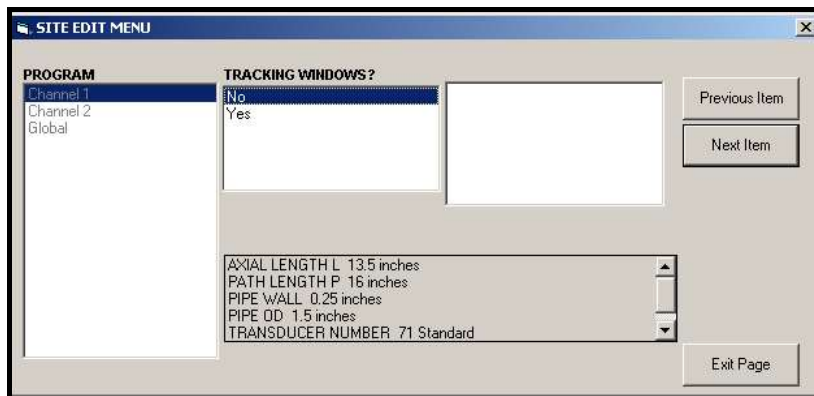 SITE EDIT MENU
PROGRAM
Channel 1
Channel 2
Global
TRACKING WINDOWS?
No
Yes
Previous Item
Next Item
AXIAL LENGTH L 13.5 inches
PATH LENGTH P 16 inches
PIPE WALL 0.25 inches
PIPE OD 1.5 inches
TRANSDUCER NUMBER 71 Standard
Exit Page